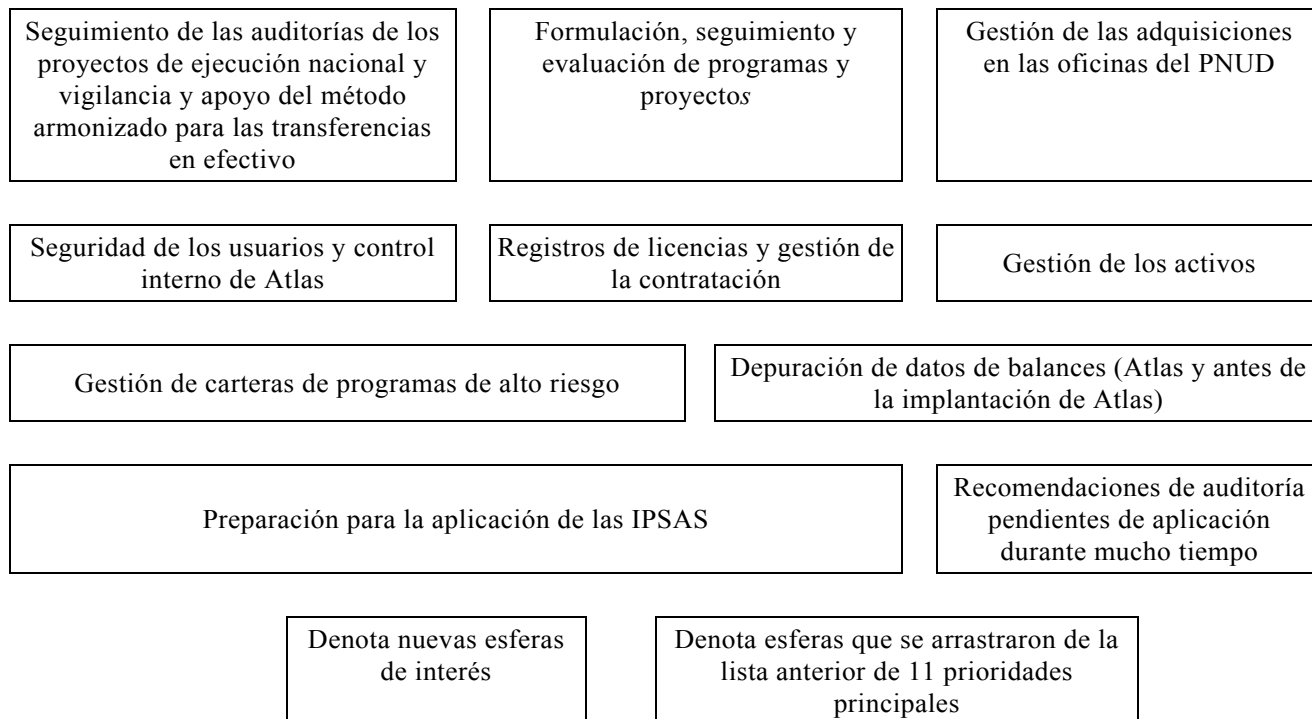 Seguimiento de las auditorías de los
proyectos de ejecución nacional y
vigilancia y apoyo del método
armonizado para las transferencias
en efectivo
Formulación, seguimiento y
evaluación de programas y
proyectos
Gestión de las adquisiciones
en las oficinas del PNUD
Seguridad de los usuarios y control
interno de Atlas
Registros de licencias y gestión de
la contratación
Gestión de los activos
Gestión de carteras de programas de alto riesgo
Depuración de datos de balances (Atlas y antes de
la implantación de Atlas)
Preparación para la aplicación de las IPSAS
Recomendaciones de auditoría
pendientes de aplicación
durante mucho tiempo
Denota nuevas esferas
de interés
Denota esferas que se arrastraron de la
lista anterior de 11 prioridades
principales